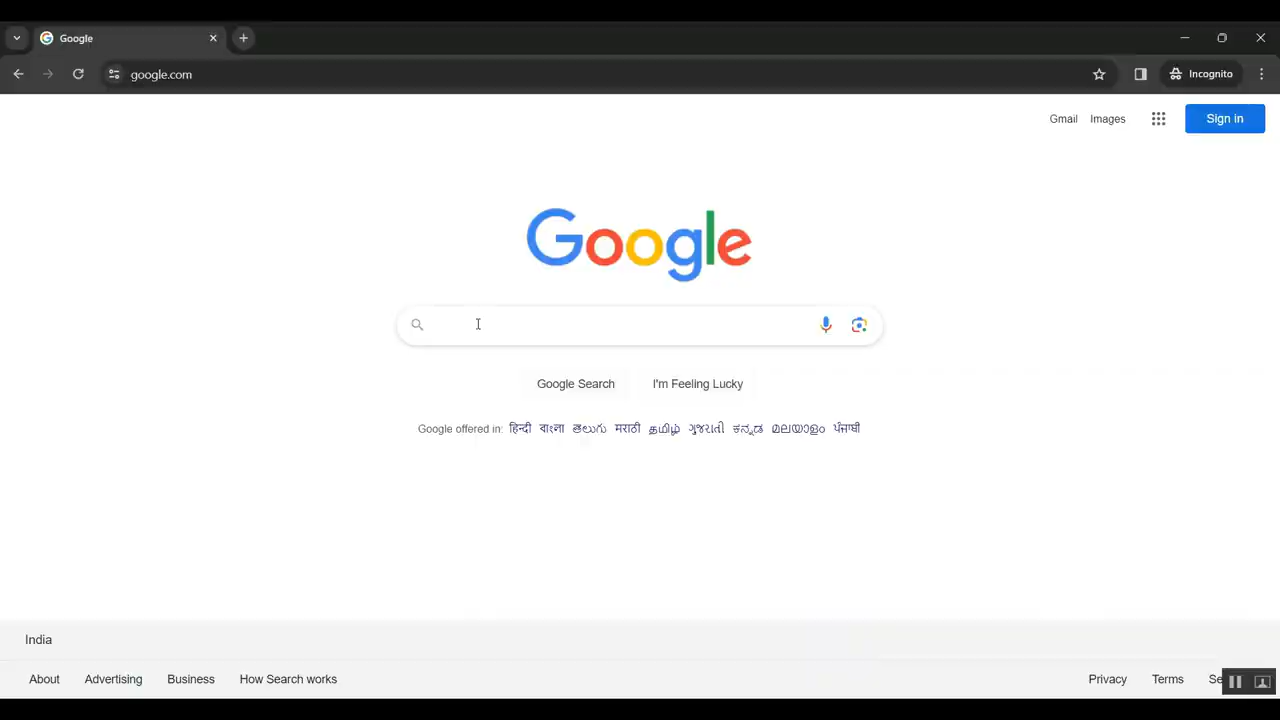 Google
google.com
Incognito
Gmail Images
Sign in
Google
Google Search I'm Feeling Lucky
Google offered in: हिन्दी বাংলা తెలుగు मराठी தமிழ் ગુજરાતી ಕನ್ನಡ മലയാളം ਪੰਜਾਬੀ
India
About Advertising Business How Search works Privacy Terms